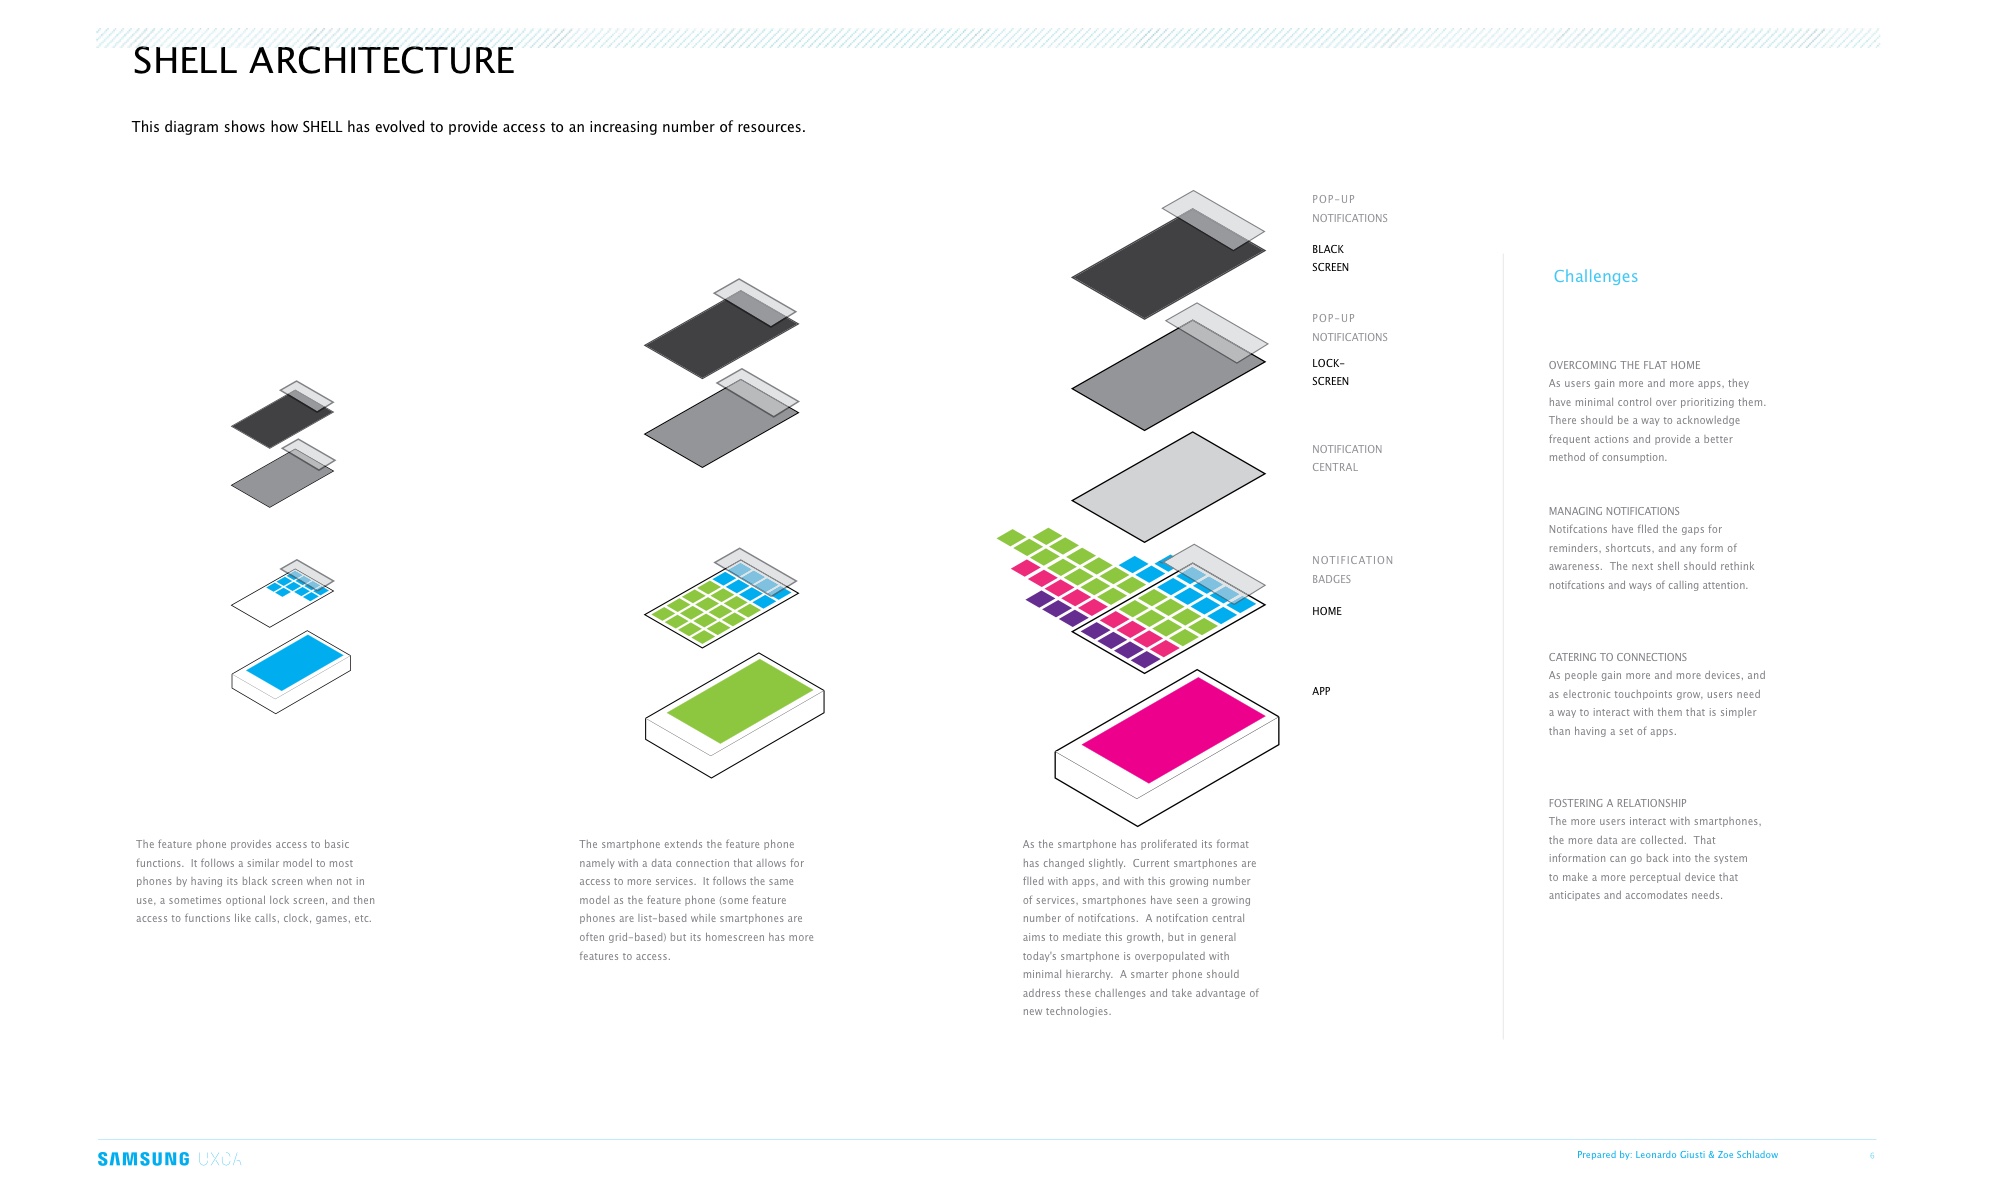 SHELL ARCHITECTURE
This diagram shows how SHELL has evolved to provide access to an increasing number of resources.
POP-UP
NOTIFICATIONS
BLACK
SCREEN
POP-UP
NOTIFICATIONS
LOCK-
SCREEN
NOTIFICATION
CENTRAL
NOTIFICATION
BADGES
HOME
APP
The feature phone provides access to basic
functions. It follows a similar model to most
phones by having its black screen when not in
use, a sometimes optional lock screen, and then
access to functions like calls, clock, games, etc.
The smartphone extends the feature phone
namely with a data connection that allows for
access to more services. It follows the same
model as the feature phone (some feature
phones are list-based while smartphones are
often grid-based) but its homescreen has more
features to access.
As the smartphone has proliferated its format
has changed slightly. Current smartphones are
flled with apps, and with this growing number
of services, smartphones have seen a growing
number of notifcations. A notifcation central
aims to mediate this growth, but in general
today's smartphone is overpopulated with
minimal hierarchy. A smarter phone should
address these challenges and take advantage of
new technologies.
Challenges
OVERCOMING THE FLAT HOME
As users gain more and more apps, they
have minimal control over prioritizing them.
There should be a way to acknowledge
frequent actions and provide a better
method of consumption.
MANAGING NOTIFICATIONS
Notifcations have flled the gaps for
reminders, shortcuts, and any form of
awareness. The next shell should rethink
notifcations and ways of calling attention.
CATERING TO CONNECTIONS
As people gain more and more devices, and
as electronic touchpoints grow, users need
a way to interact with them that is simpler
than having a set of apps.
FOSTERING A RELATIONSHIP
The more users interact with smartphones,
the more data are collected. That
information can go back into the system
to make a more perceptual device that
anticipates and accomodates needs.
SAMSUNG UXCA
Prepared by: Leonardo Giusti & Zoe Schladow
6